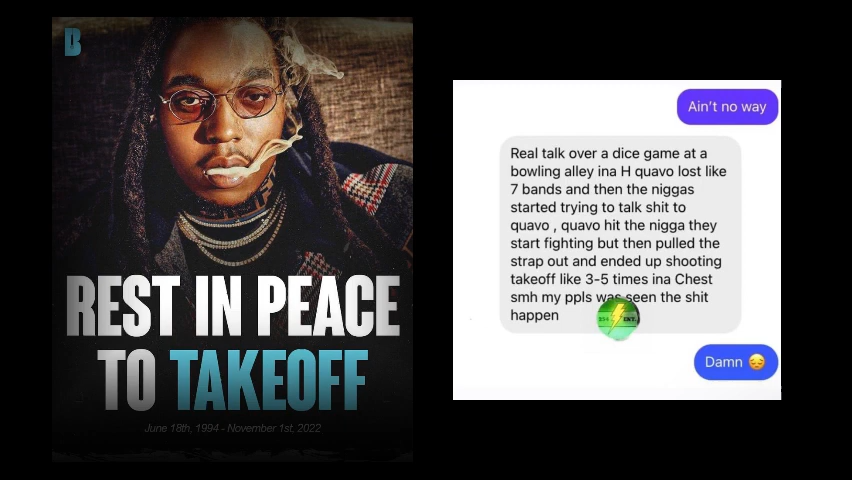 B
REST IN PEACE
TO TAKEOFF
June 18th, 1994 - November 1st, 2022
Ain't no way
Real talk over a dice game at a
bowling alley ina H quavo lost like
7 bands and then the niggas
started trying to talk shit to
quavo , quavo hit the nigga they
start fighting but then pulled the
strap out and ended up shooting
takeoff like 3-5 times ina Chest
smh my ppls was seen the shit
happen
ENT.
Damn 😔